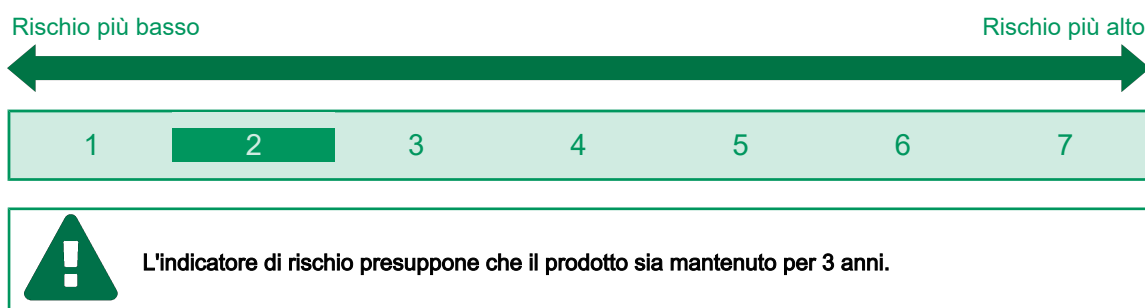 Rischio più basso Rischio più alto
1 2 3 4 5 6 7
L'indicatore di rischio presuppone che il prodotto sia mantenuto per 3 anni.